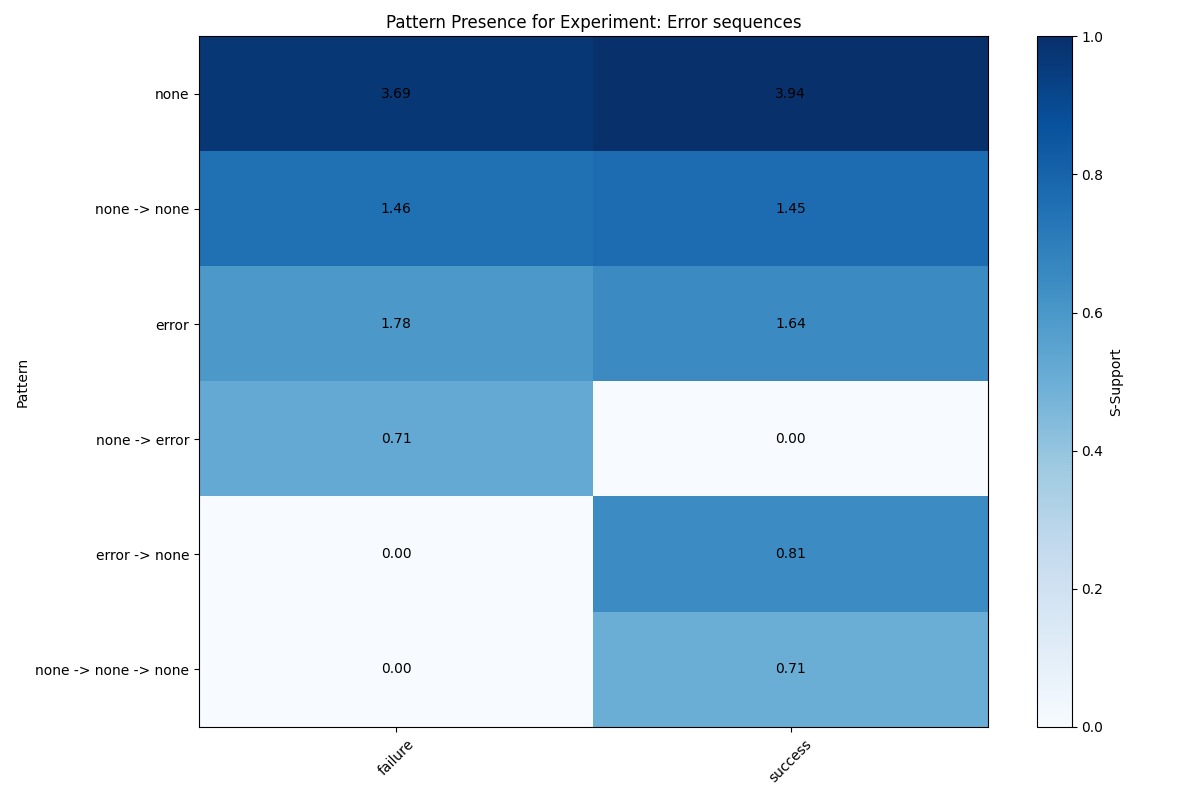 Pattern Presence for Experiment: Error sequences
none 3.69 3.94
none -> none 1.46 1.45
error 1.78 1.64
none -> error 0.71 0.00
error -> none 0.00 0.81
none -> none -> none 0.00 0.71
failure success
Pattern
1.0
0.8
0.6
0.4
0.2
0.0
S-Support